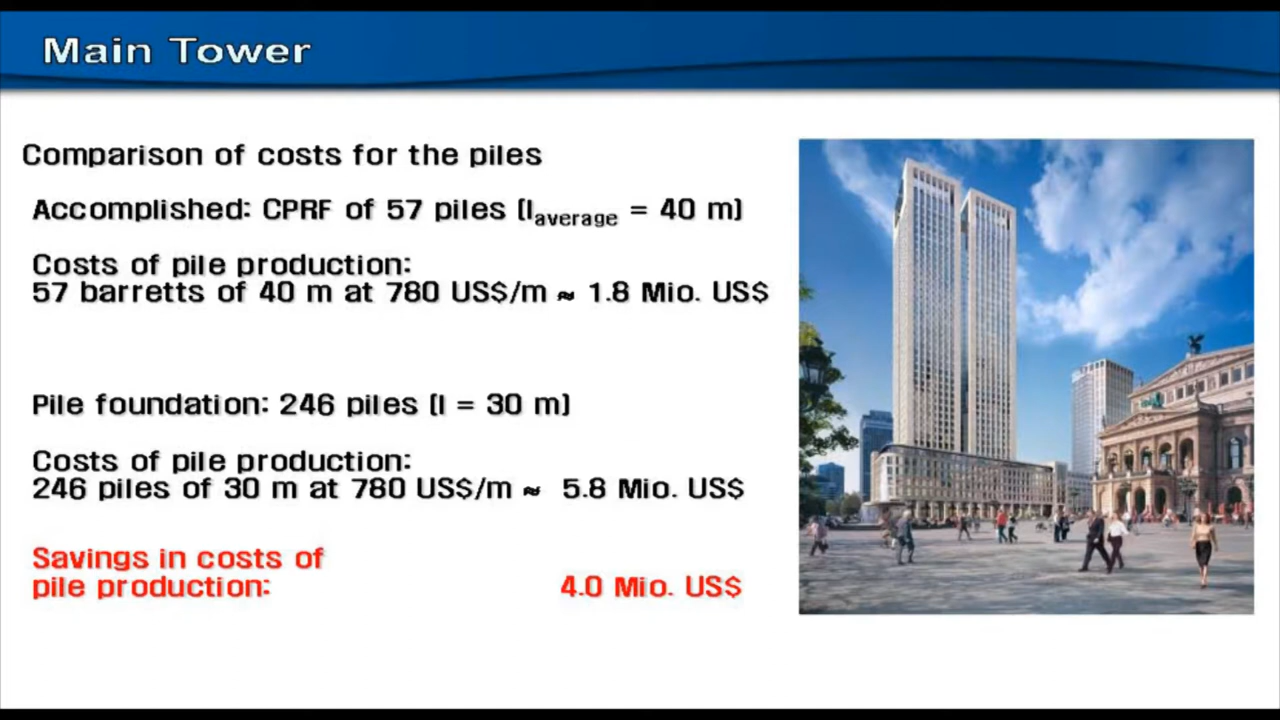 Main Tower
Comparison of costs for the piles
Accomplished: CPRF of 57 piles (laverage = 40 m)
Costs of pile production:
57 barretts of 40 m at 780 US$/m ≈ 1.8 Mio. US$
Pile foundation: 246 piles (l = 30 m)
Costs of pile production:
246 piles of 30 m at 780 US$/m ≈ 5.8 Mio. US$
Savings in costs of
pile production: 4.0 Mio. US$